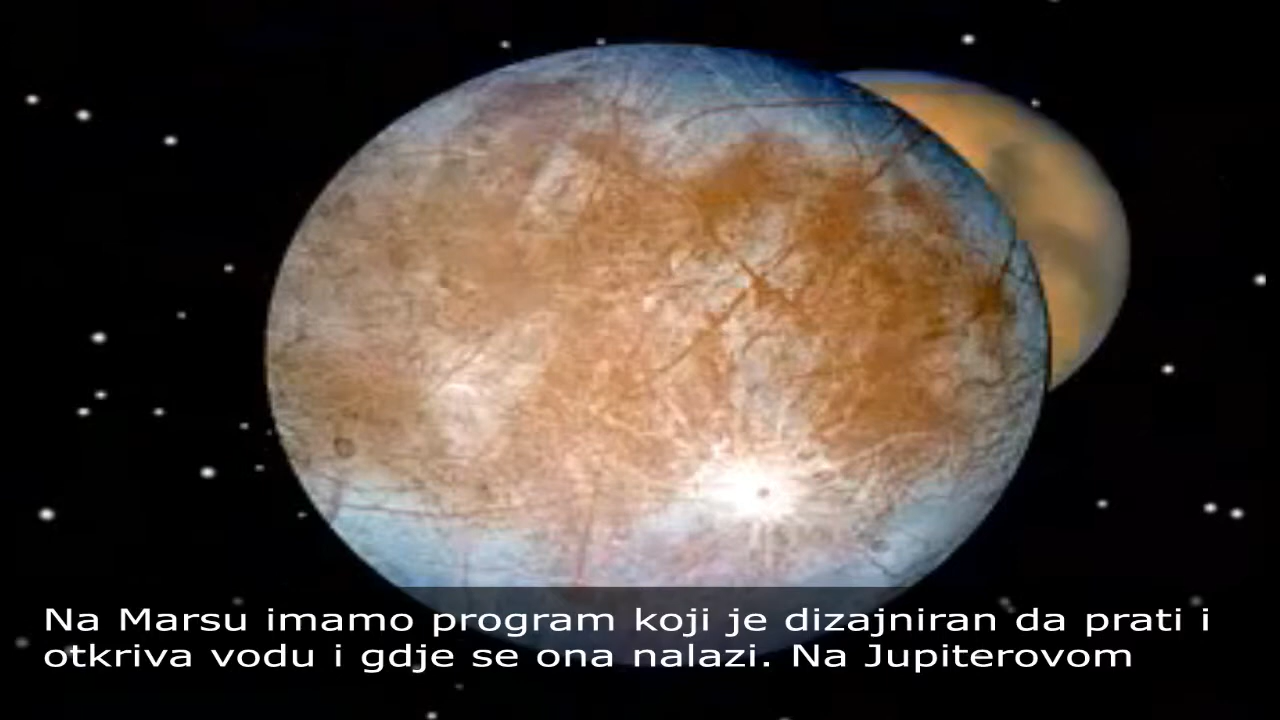 Na Marsu imamo program koji je dizajniran da prati i
otkriva vodu i gdje se ona nalazi. Na Jupiterovom